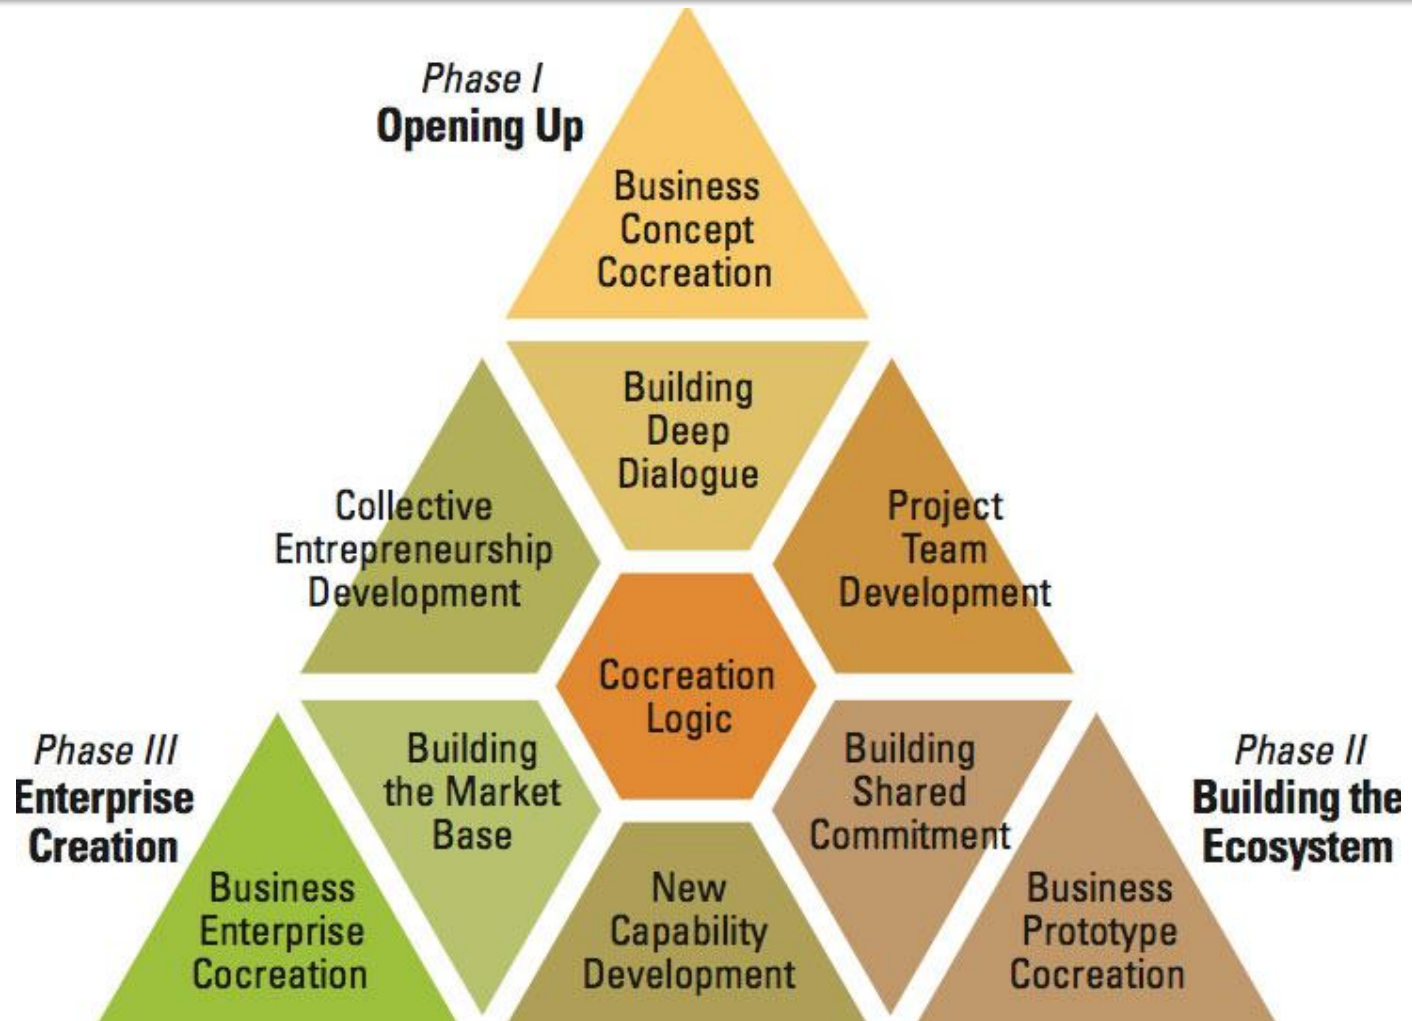 Phase I
Opening Up
Business
Concept
Cocreation
Building
Deep
Dialogue
Collective
Entrepreneurship
Development
Project
Team
Development
Cocreation
Logic
Phase III
Enterprise
Creation
Building
the Market
Base
Building
Shared
Commitment
Phase II
Building the
Ecosystem
Business
Enterprise
Cocreation
New
Capability
Development
Business
Prototype
Cocreation